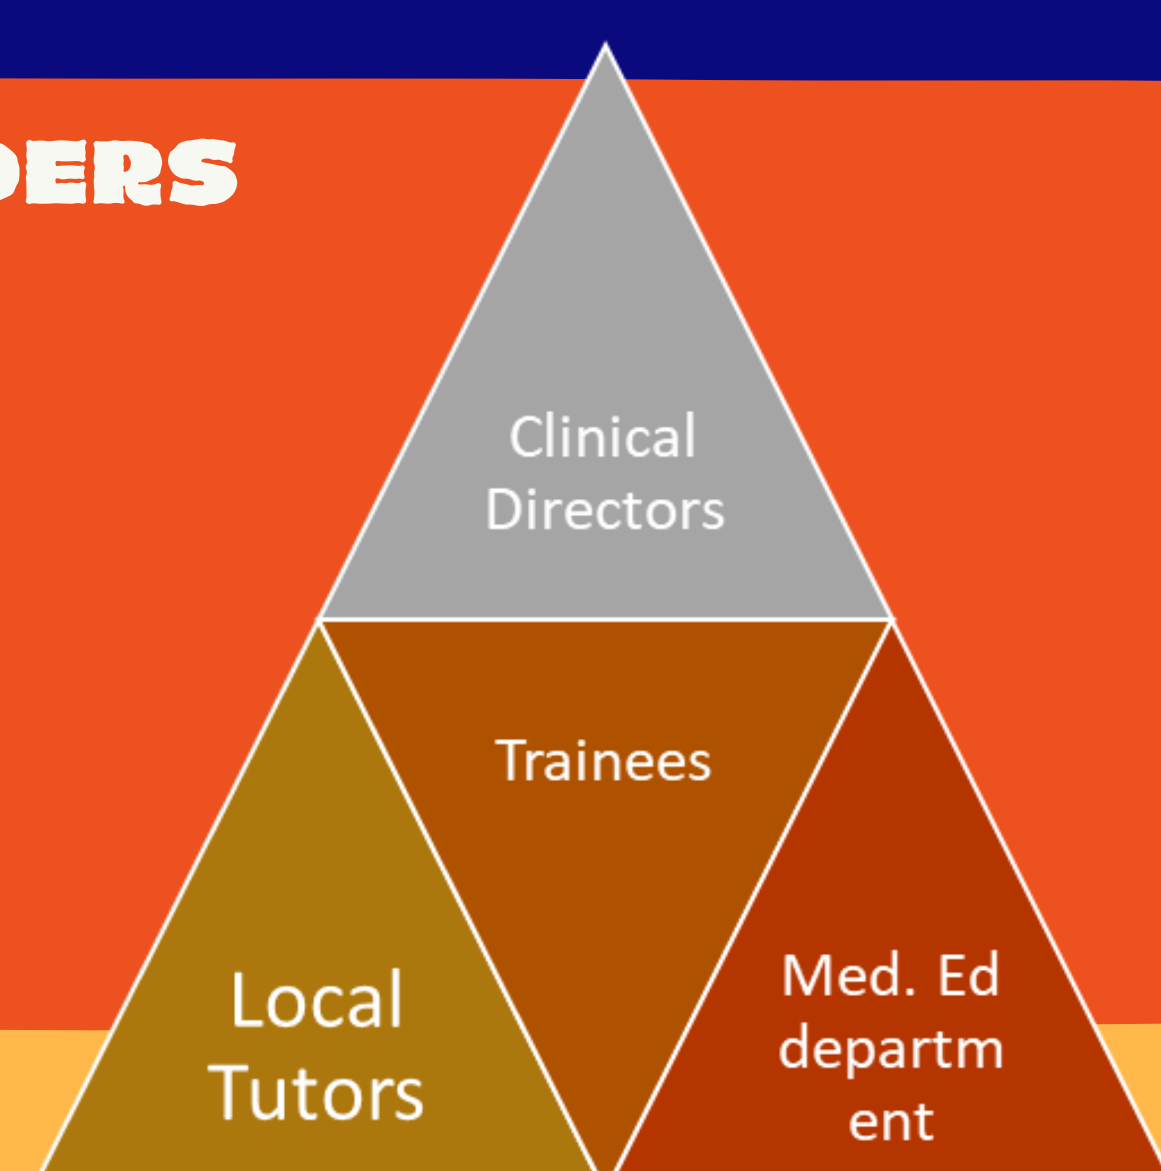 DERS
Clinical
Directors
Trainees
Local
Tutors
Med. Ed
departm
ent